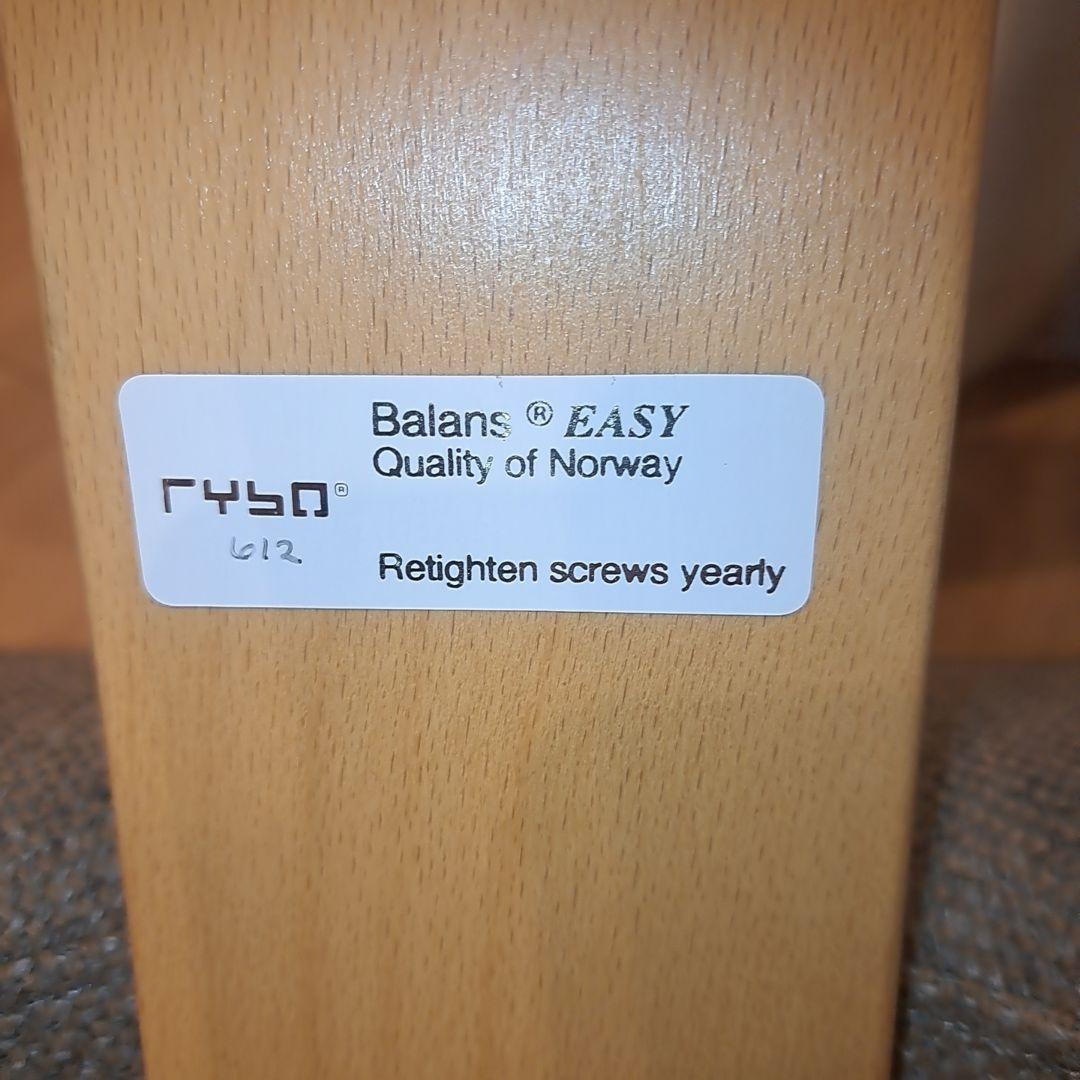 Balans ® EASY
Quality of Norway
rybo®
612
Retighten screws yearly